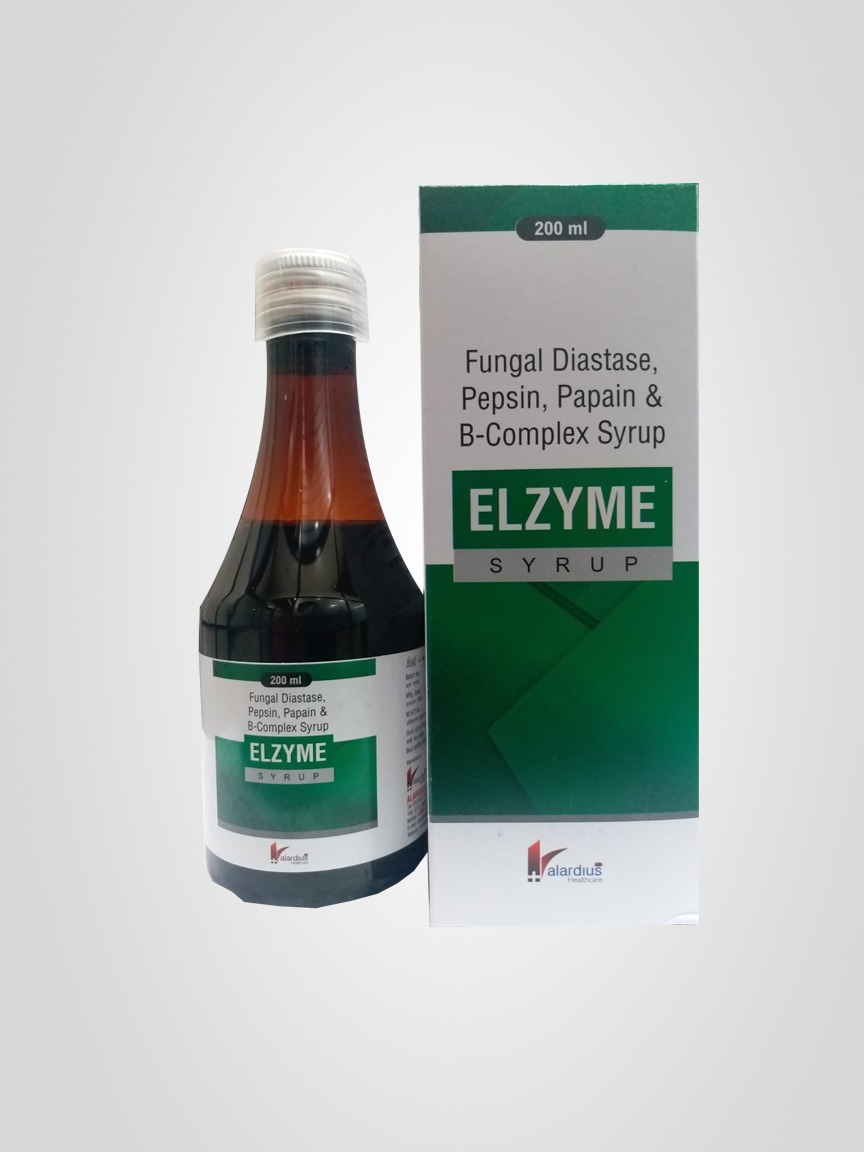 200 ml
Fungal Diastase,
Pepsin, Papain &
B-Complex Syrup
ELZYME
SYRUP
alardius
Healthcare
200 ml
Fungal Diastase,
Pepsin, Papain &
B-Complex Syrup
ELZYME
SYRUP
alardius
Healthcare